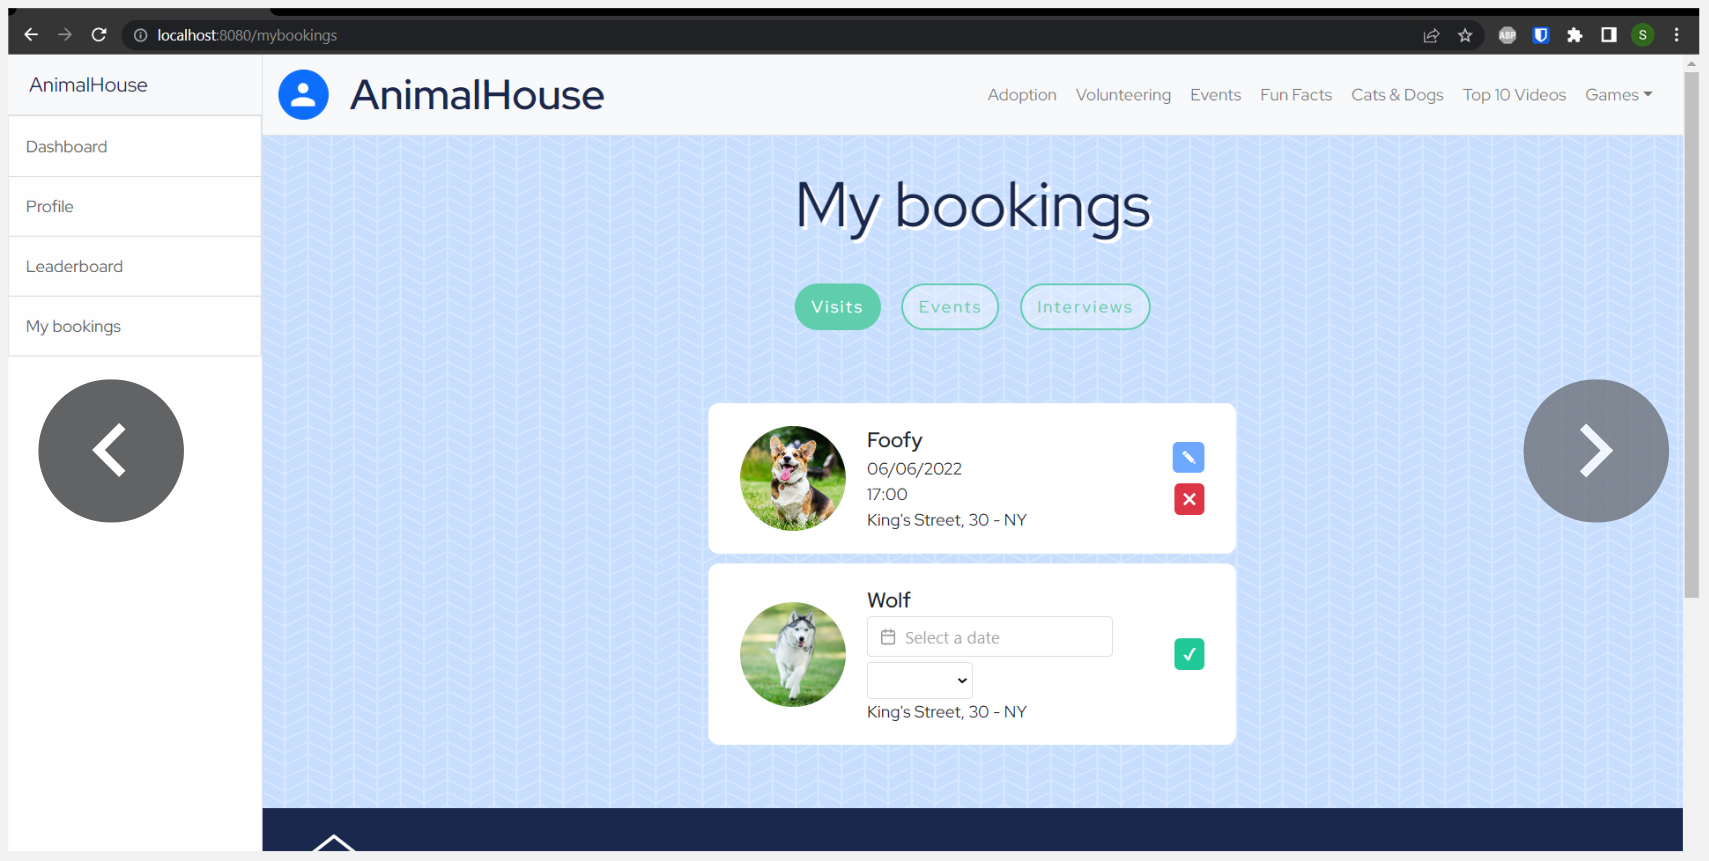 localhost:8080/mybookings
ABP
S
AnimalHouse
Dashboard
Profile
Leaderboard
My bookings
AnimalHouse
Adoption Volunteering Events Fun Facts Cats & Dogs Top 10 Videos Games
My bookings
Visits Events Interviews
Foofy
06/06/2022
17:00
King's Street, 30 - NY
Wolf
Select a date
King's Street, 30 - NY